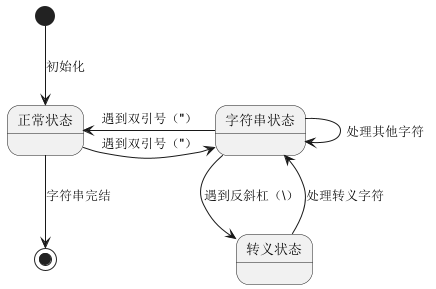 初始化
正常状态
遇到双引号（"）
字符串状态
遇到双引号（"）
处理其他字符
字符串完结
遇到反斜杠（\）
处理转义字符
转义状态